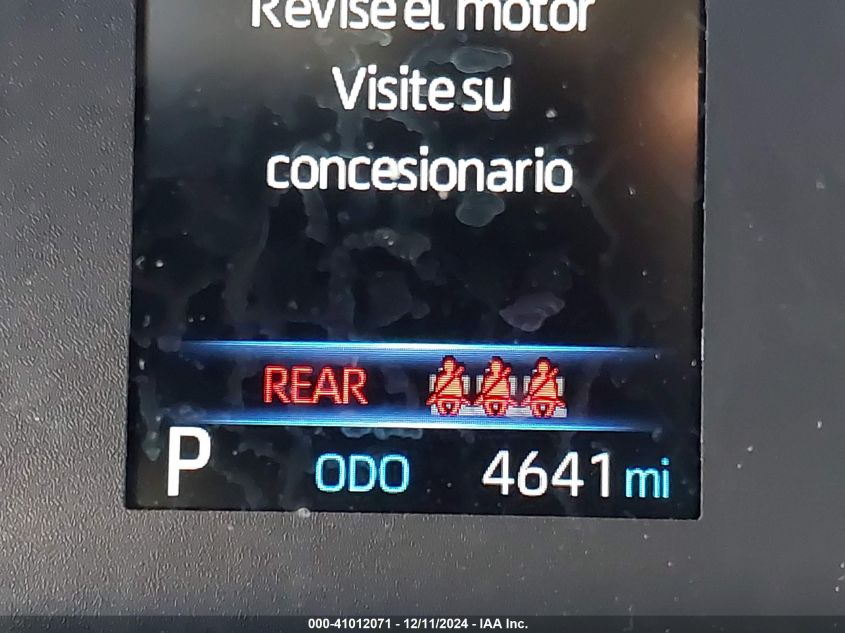 Revise el motor
Visite su
concesionario
REAR
P ODO 4641 mi
000-41012071 - 12/11/2024 - IAA Inc.